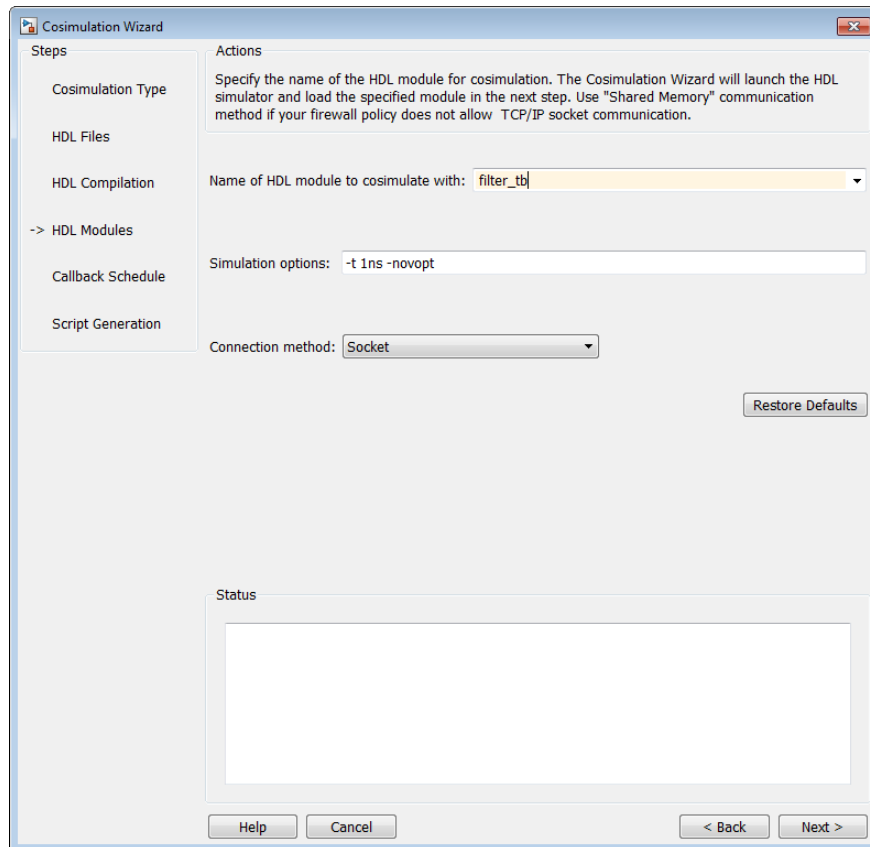 Cosimulation Wizard
Steps
Cosimulation Type
HDL Files
HDL Compilation
-> HDL Modules
Callback Schedule
Script Generation
Actions
Specify the name of the HDL module for cosimulation. The Cosimulation Wizard will launch the HDL
simulator and load the specified module in the next step. Use "Shared Memory" communication
method if your firewall policy does not allow TCP/IP socket communication.
Name of HDL module to cosimulate with: filter_tb
Simulation options: -t 1ns -novopt
Connection method: Socket
Restore Defaults
Status
Help Cancel < Back Next >